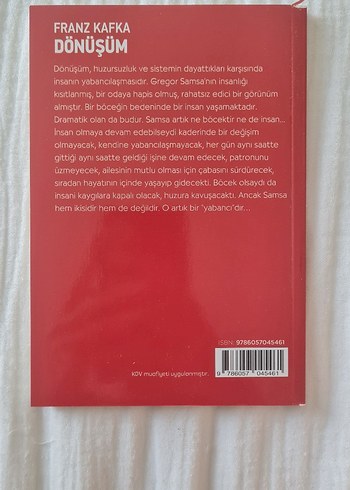 FRANZ KAFKA
DÖNÜŞÜM
Dönüşüm, huzursuzluk ve sistemin dayattıkları karşısında
insanın yabancılaşmasıdır. Gregor Samsa'nın insanlığı
kısıtlanmış, bir odaya hapis olmuş, rahatsız edici bir görünüm
almıştır. Bir böceğin bedeninde bir insan yaşamaktadır.
Dramatik olan da budur. Samsa artık ne böcektir ne de insan...
İnsan olmaya devam edebilseydi kaderinde bir değişim
olmayacak, kendine yabancılaşmayacak, her gün aynı saatte
gittiği aynı saatte geldiği işine devam edecek, patronunu
üzmeyecek, ailesinin mutlu olması için çabasını sürdürecek,
sıradan hayatının içinde yaşayıp gidecekti. Böcek olsaydı da
insani kaygılara kapalı olacak, huzura kavuşacaktı. Ancak Samsa
hem ikisidir hem de değildir. O artık bir "yabancı"dır...
ISBN: 9786057045461
KDV muafiyeti uygulanmıştır.
9 786057 045461